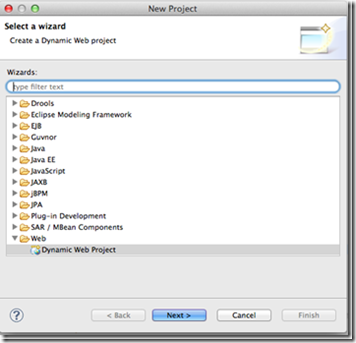 New Project
Select a wizard
Create a Dynamic Web project
Wizards:
type filter text
Drools
Eclipse Modeling Framework
EJB
Guvnor
Java
Java EE
JavaScript
JAXB
jBPM
JPA
Plug-in Development
SAR / MBean Components
Web
Dynamic Web Project
?
< Back
Next >
Cancel
Finish